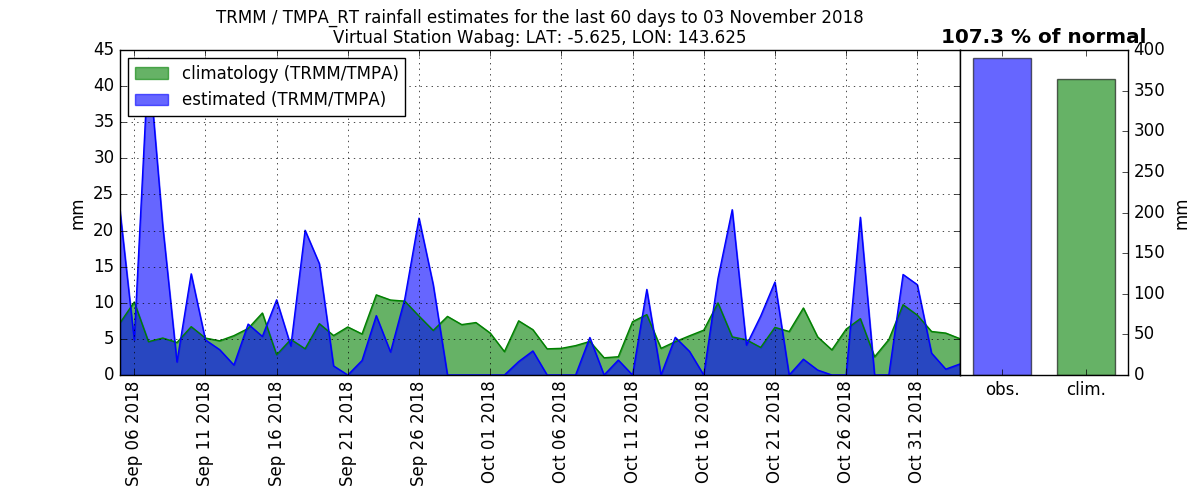 TRMM / TMPA_RT rainfall estimates for the last 60 days to 03 November 2018
Virtual Station Wabag: LAT: -5.625, LON: 143.625
107.3 % of normal
climatology (TRMM/TMPA)
estimated (TRMM/TMPA)
mm
45
40
35
30
25
20
15
10
5
0
Sep 06 2018
Sep 11 2018
Sep 16 2018
Sep 21 2018
Sep 26 2018
Oct 01 2018
Oct 06 2018
Oct 11 2018
Oct 16 2018
Oct 21 2018
Oct 26 2018
Oct 31 2018
obs.
clim.
400
350
300
250
200
150
100
50
0
mm